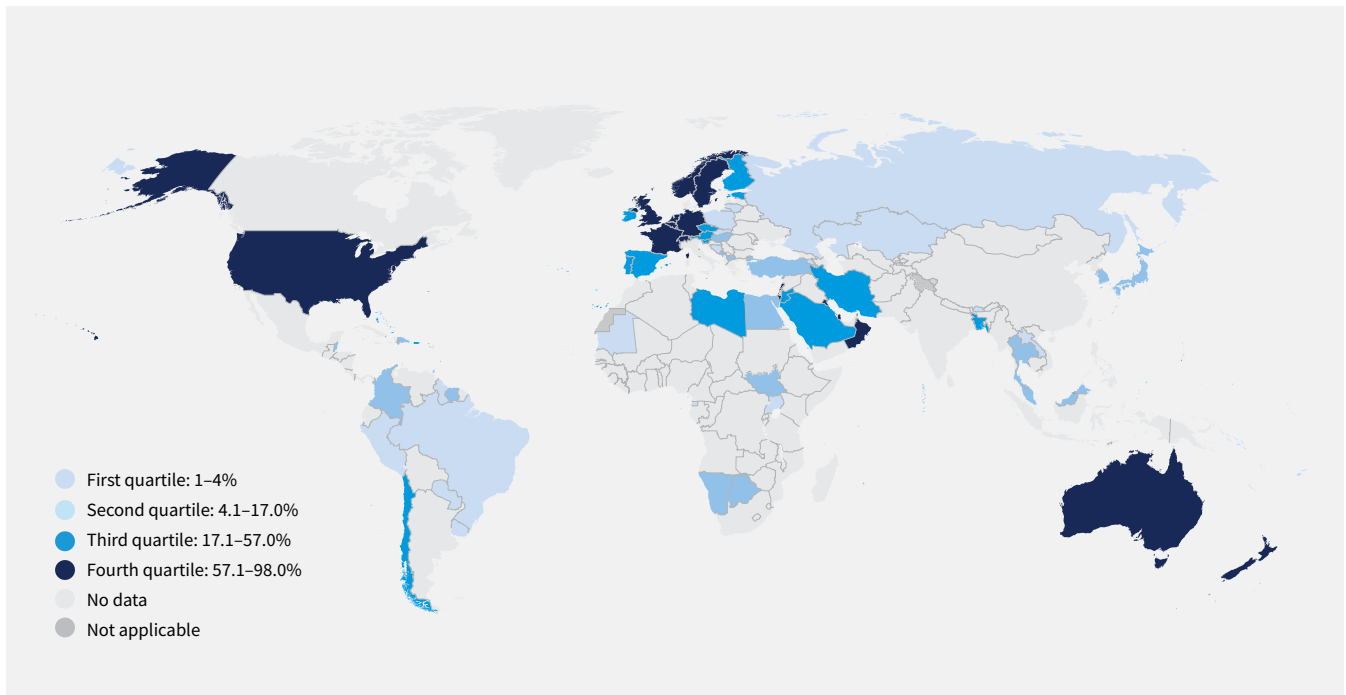 First quartile: 1–4%
Second quartile: 4.1–17.0%
Third quartile: 17.1–57.0%
Fourth quartile: 57.1–98.0%
No data
Not applicable